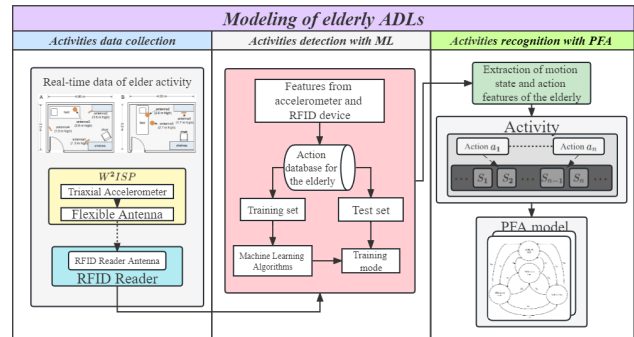 Modeling of elderly ADLs
Activities data collection
Activities detection with ML
Activities recognition with PFA
Real-time data of elder activity
A
B
W²ISP
Triaxial Accelerometer
Flexible Antenna
RFID Reader Antenna
RFID Reader
Features from
accelerometer and
RFID device
Action
database for
the elderly
Training set
Test set
Machine Learning
Algorithms
Training
mode
Extraction of motion
state and action
features of the elderly
Activity
Action a₁
Action aₙ
··· S₁ S₂ ··· Sₙ₋₁ Sₙ ···
PFA model